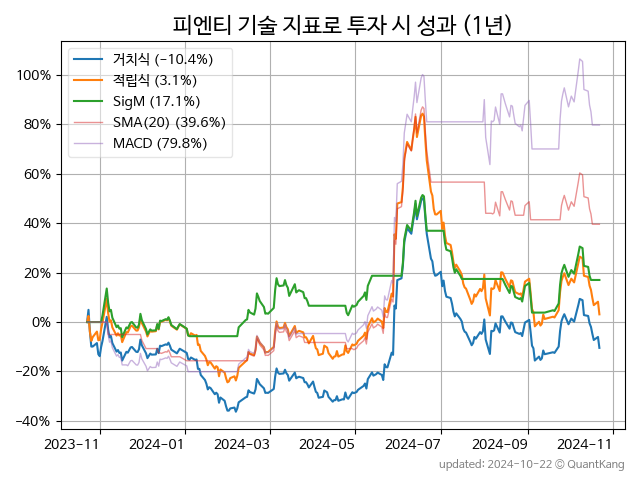 피엔티 기술 지표로 투자 시 성과 (1년)
거치식 (-10.4%)
적립식 (3.1%)
SigM (17.1%)
SMA(20) (39.6%)
MACD (79.8%)
100%
80%
60%
40%
20%
0%
−20%
−40%
2023-11 2024-01 2024-03 2024-05 2024-07 2024-09 2024-11
updated: 2024-10-22 © QuantKang